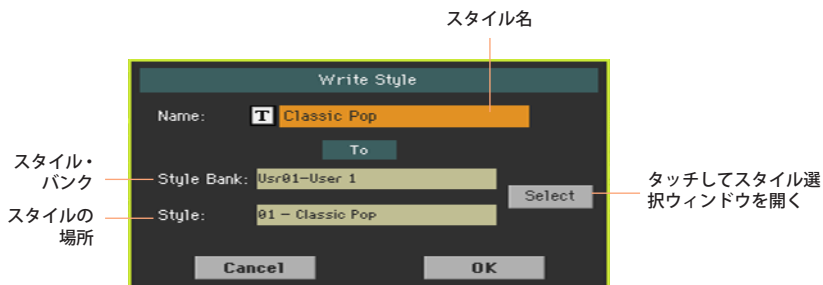 スタイル名
Write Style
Name: T Classic Pop
To
スタイル・
バンク
Style Bank: Usr01-User 1
Select
タッチしてスタイル選
択ウィンドウを開く
スタイルの
場所
Style: 01 - Classic Pop
Cancel OK